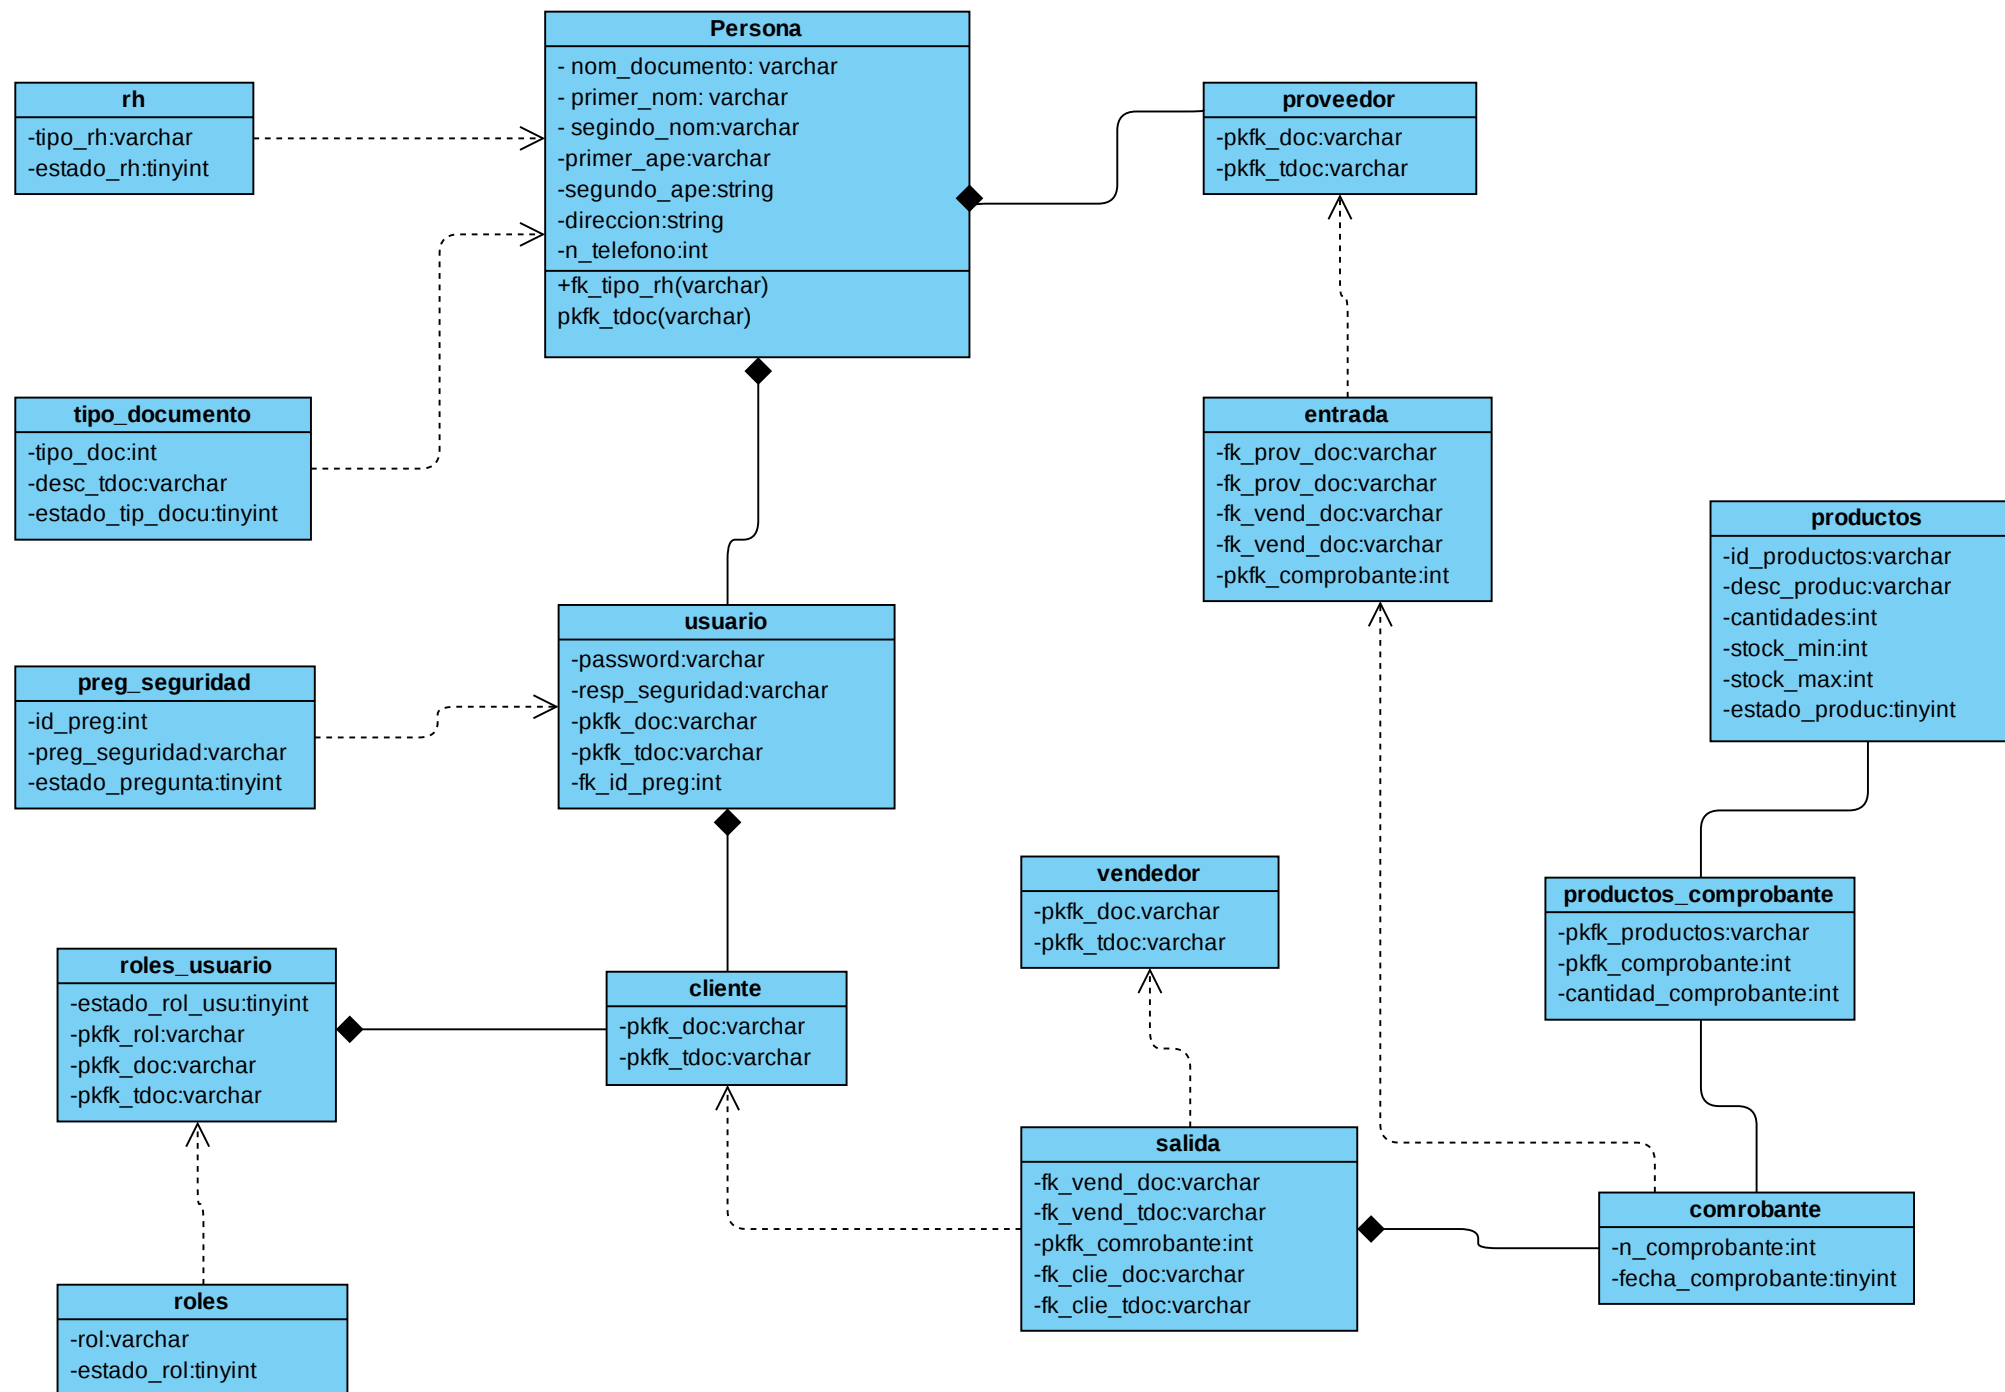 Persona
- nom_documento: varchar
- primer_nom: varchar
- segindo_nom:varchar
-primer_ape:varchar
-segundo_ape:string
-direccion:string
-n_telefono:int
+fk_tipo_rh(varchar)
pkfk_tdoc(varchar)
rh
-tipo_rh:varchar
-estado_rh:tinyint
proveedor
-pkfk_doc:varchar
-pkfk_tdoc:varchar
tipo_documento
-tipo_doc:int
-desc_tdoc:varchar
-estado_tip_docu:tinyint
entrada
-fk_prov_doc:varchar
-fk_prov_doc:varchar
-fk_vend_doc:varchar
-fk_vend_doc:varchar
-pkfk_comprobante:int
productos
-id_productos:varchar
-desc_produc:varchar
-cantidades:int
-stock_min:int
-stock_max:int
-estado_produc:tinyint
usuario
-password:varchar
-resp_seguridad:varchar
-pkfk_doc:varchar
-pkfk_tdoc:varchar
-fk_id_preg:int
preg_seguridad
-id_preg:int
-preg_seguridad:varchar
-estado_pregunta:tinyint
vendedor
-pkfk_doc.varchar
-pkfk_tdoc:varchar
productos_comprobante
-pkfk_productos:varchar
-pkfk_comprobante:int
-cantidad_comprobante:int
roles_usuario
-estado_rol_usu:tinyint
-pkfk_rol:varchar
-pkfk_doc:varchar
-pkfk_tdoc:varchar
cliente
-pkfk_doc:varchar
-pkfk_tdoc:varchar
salida
-fk_vend_doc:varchar
-fk_vend_tdoc:varchar
-pkfk_comrobante:int
-fk_clie_doc:varchar
-fk_clie_tdoc:varchar
comrobante
-n_comprobante:int
-fecha_comprobante:tinyint
roles
-rol:varchar
-estado_rol:tinyint